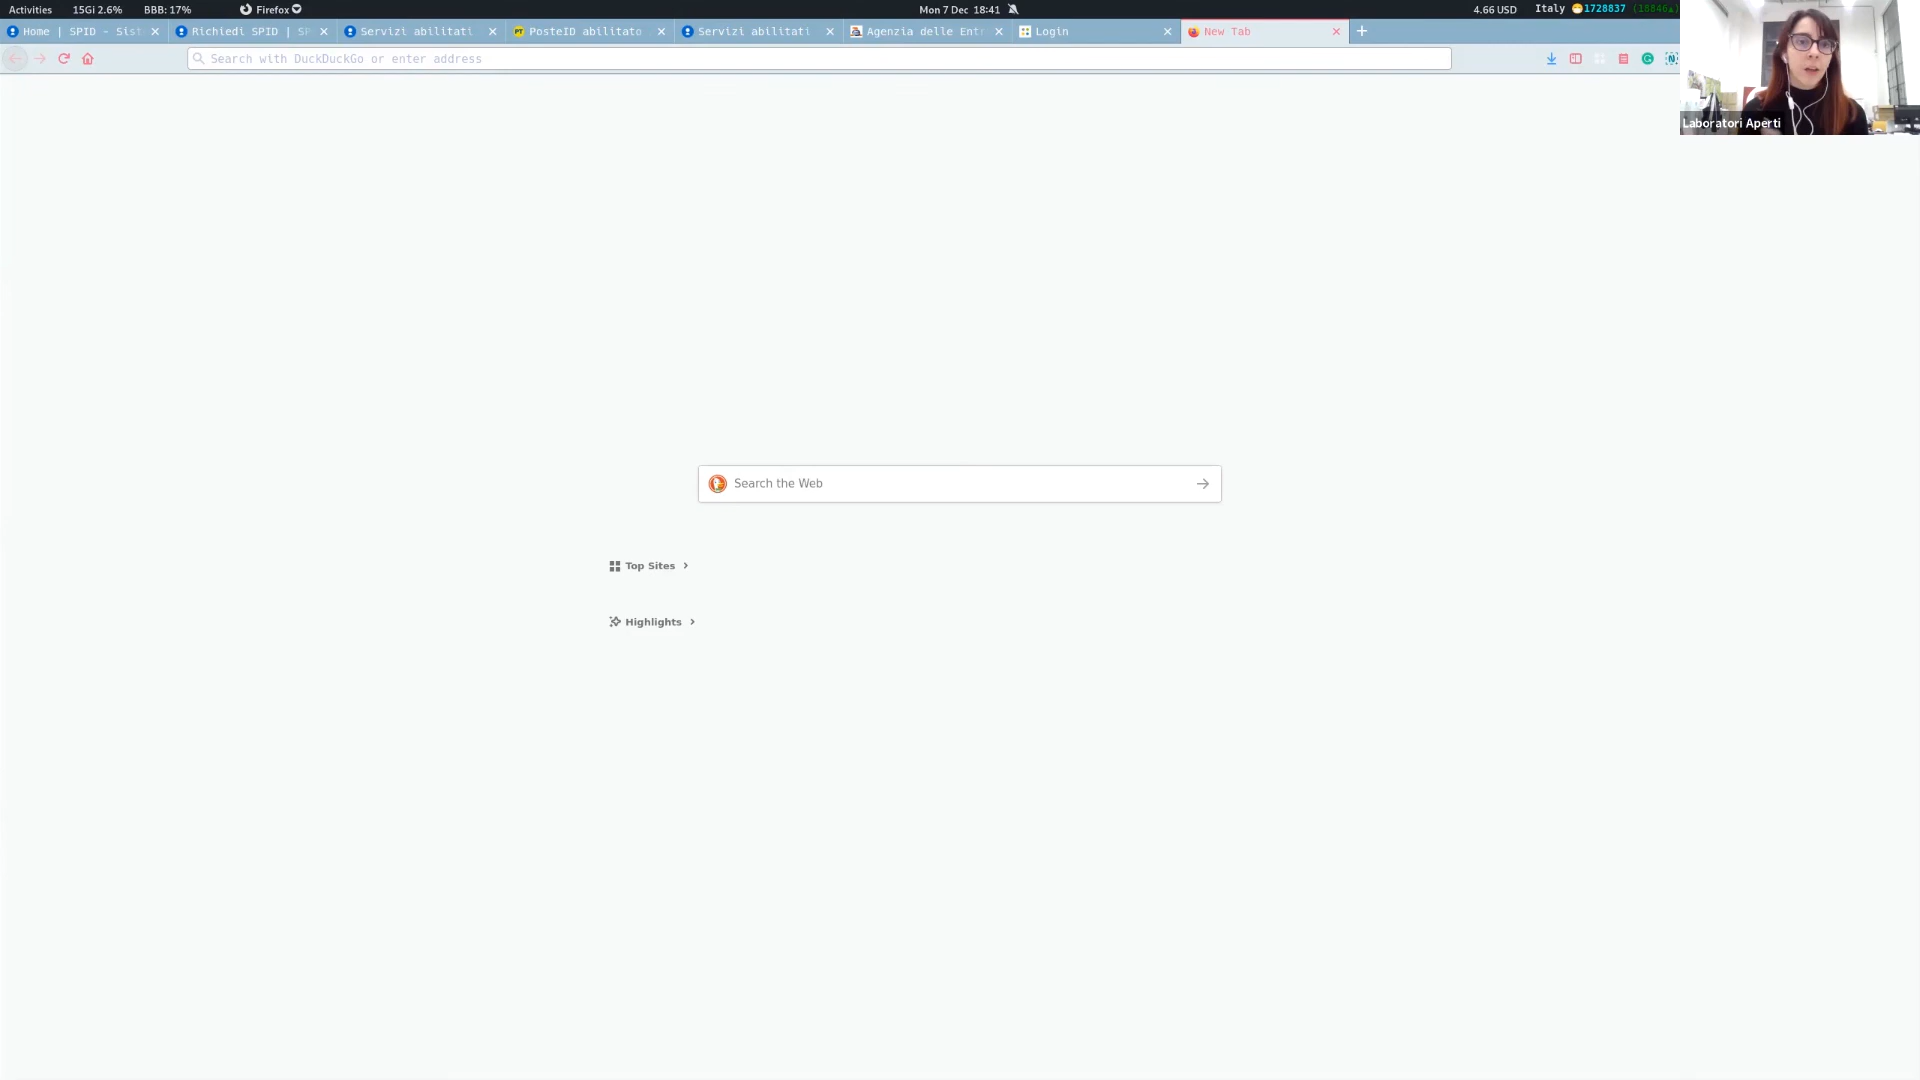 Activities 15Gi 2.6% BBB: 17% Firefox Mon 7 Dec 18:41 4.66 USD Italy 1728837 (18846▲)
Home | SPID - Sist Richiedi SPID | SP Servizi abilitati PosteID abilitato Servizi abilitati Agenzia delle Entr Login New Tab
Search with DuckDuckGo or enter address
Laboratori Aperti
Search the Web
Top Sites
Highlights